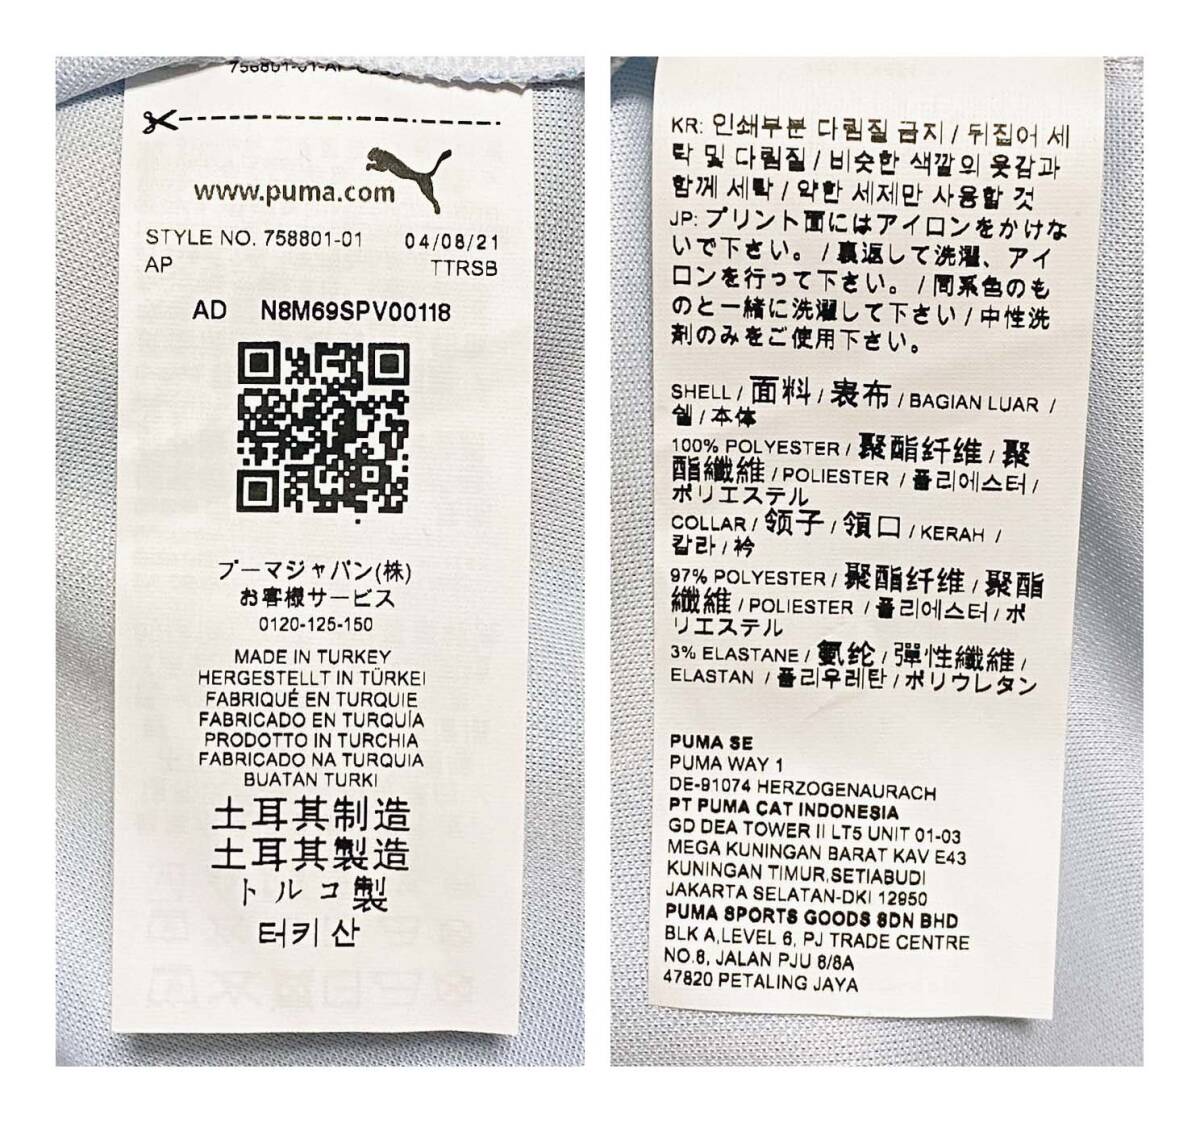 www.puma.com
STYLE NO. 758801-01 04/08/21
AP TTRSB
AD N8M69SPV00118
プーマジャパン(株)
お客様サービス
0120-125-150
MADE IN TURKEY
HERGESTELLT IN TÜRKEI
FABRIQUÉ EN TURQUIE
FABRICADO EN TURQUÍA
PRODOTTO IN TURCHIA
FABRICADO NA TURQUIA
BUATAN TURKI
土耳其制造
土耳其製造
トルコ製
터키 산
KR: 인쇄부분 다림질 금지 / 뒤집어 세
탁 및 다림질 / 비슷한 색깔의 옷감과
함께 세탁 / 약한 세제만 사용할 것
JP: プリント面にはアイロンをかけな
いで下さい。 / 裏返して洗濯、アイ
ロンを行って下さい。 / 同系色のも
のと一緒に洗濯して下さい / 中性洗
剤のみをご使用下さい。
SHELL / 面料 / 表布 / BAGIAN LUAR /
쉘 / 本体
100% POLYESTER / 聚酯纤维 / 聚
酯纖維 / POLIESTER / 폴리에스터 /
ポリエステル
COLLAR / 领子 / 領口 / KERAH /
칼라 / 衿
97% POLYESTER / 聚酯纤维 / 聚酯
纖維 / POLIESTER / 폴리에스터 / ポ
リエステル
3% ELASTANE / 氨纶 / 彈性纖維 /
ELASTAN / 폴리우레탄 / ポリウレタン
PUMA SE
PUMA WAY 1
DE-91074 HERZOGENAURACH
PT PUMA CAT INDONESIA
GD DEA TOWER II LT5 UNIT 01-03
MEGA KUNINGAN BARAT KAV E43
KUNINGAN TIMUR,SETIABUDI
JAKARTA SELATAN-DKI 12950
PUMA SPORTS GOODS SDN BHD
BLK A,LEVEL 6, PJ TRADE CENTRE
NO.8, JALAN PJU 8/8A
47820 PETALING JAYA